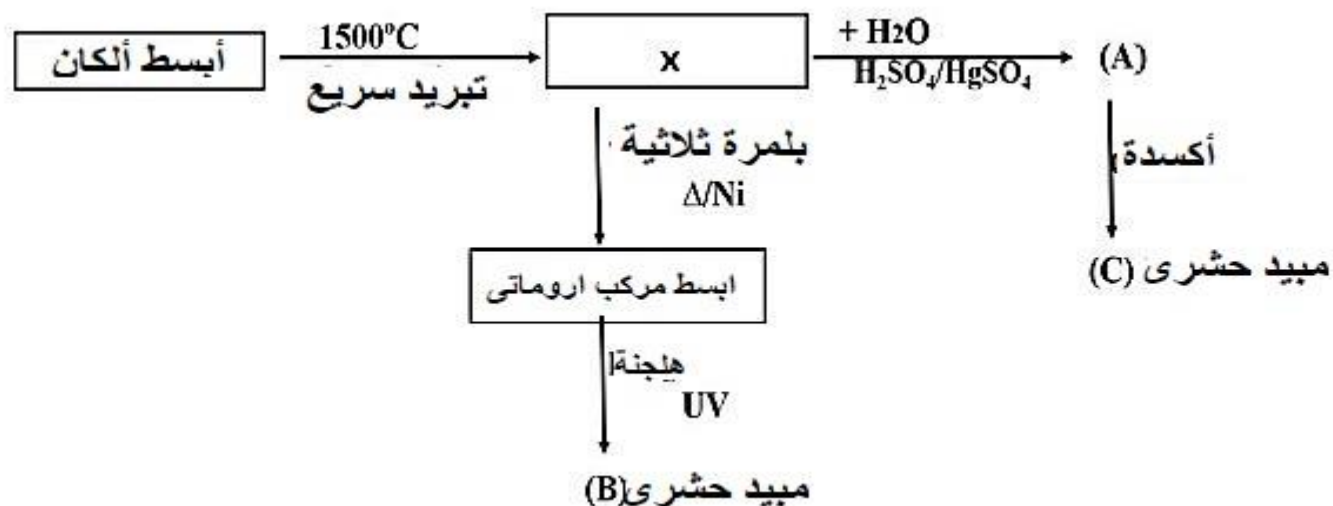 أبسط ألكان
1500ºC
تبريد سريع
X
+ H2O
H₂SO₄/HgSO₄
(A)
بلمرة ثلاثية
Δ/Ni
أكسدة
(C) مبيد حشرى
ابسط مركب اروماتى
هلجنة
UV
(B) مبيد حشرى